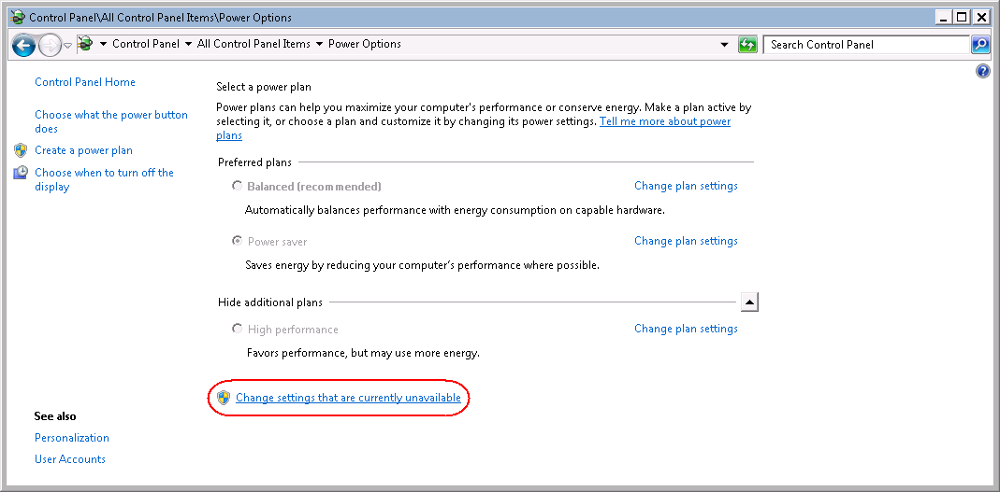 Control Panel\All Control Panel Items\Power Options
Control Panel All Control Panel Items Power Options
Search Control Panel
Control Panel Home
Choose what the power button
does
Create a power plan
Choose when to turn off the
display
See also
Personalization
User Accounts
Select a power plan
Power plans can help you maximize your computer's performance or conserve energy. Make a plan active by
selecting it, or choose a plan and customize it by changing its power settings. Tell me more about power
plans
Preferred plans
Balanced (recommended) Change plan settings
Automatically balances performance with energy consumption on capable hardware.
Power saver Change plan settings
Saves energy by reducing your computer's performance where possible.
Hide additional plans
High performance Change plan settings
Favors performance, but may use more energy.
Change settings that are currently unavailable